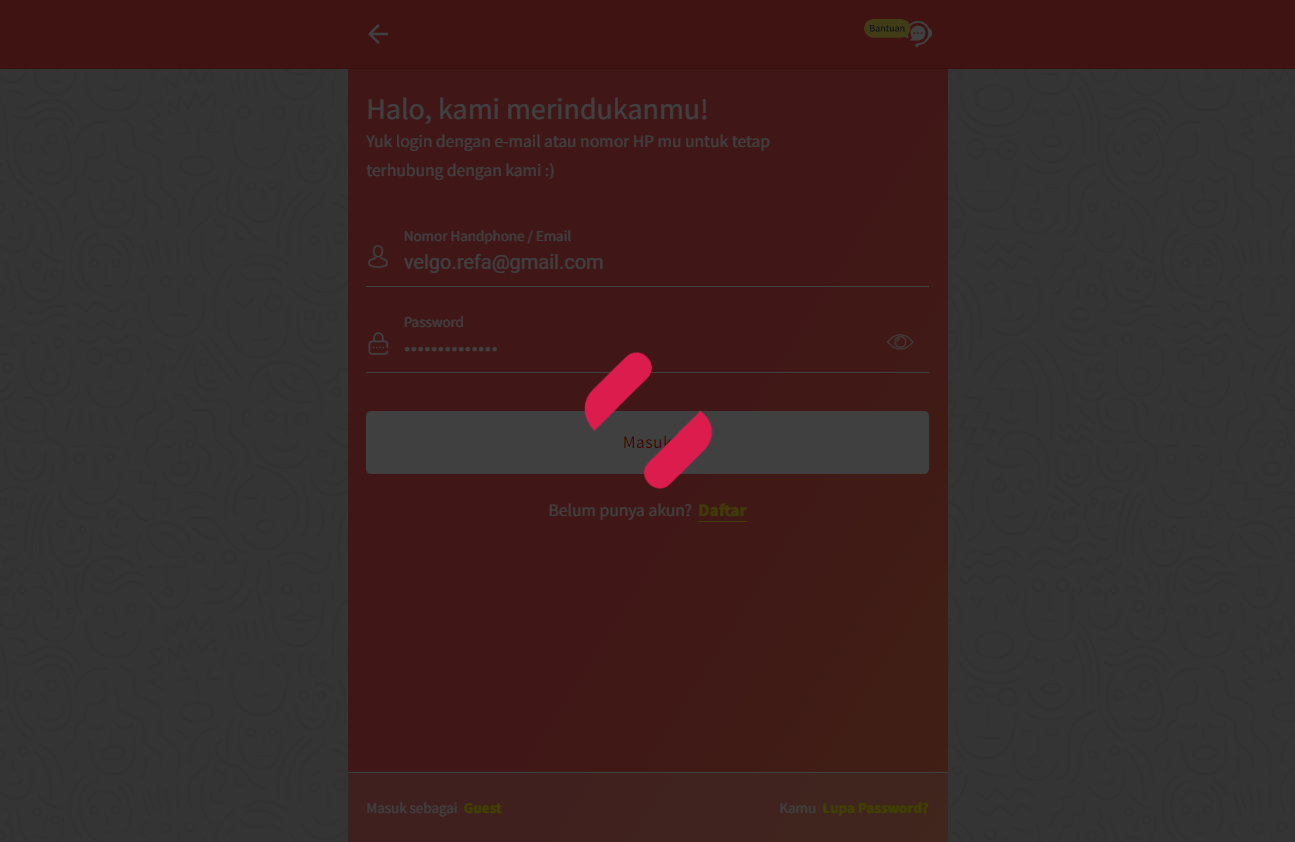 Bantuan
Halo, kami merindukanmu!
Yuk login dengan e-mail atau nomor HP mu untuk tetap
terhubung dengan kami :)
Nomor Handphone / Email
velgo.refa@gmail.com
Password
••••••••••••••
Masuk
Belum punya akun? Daftar
Masuk sebagai Guest
Kamu Lupa Password?